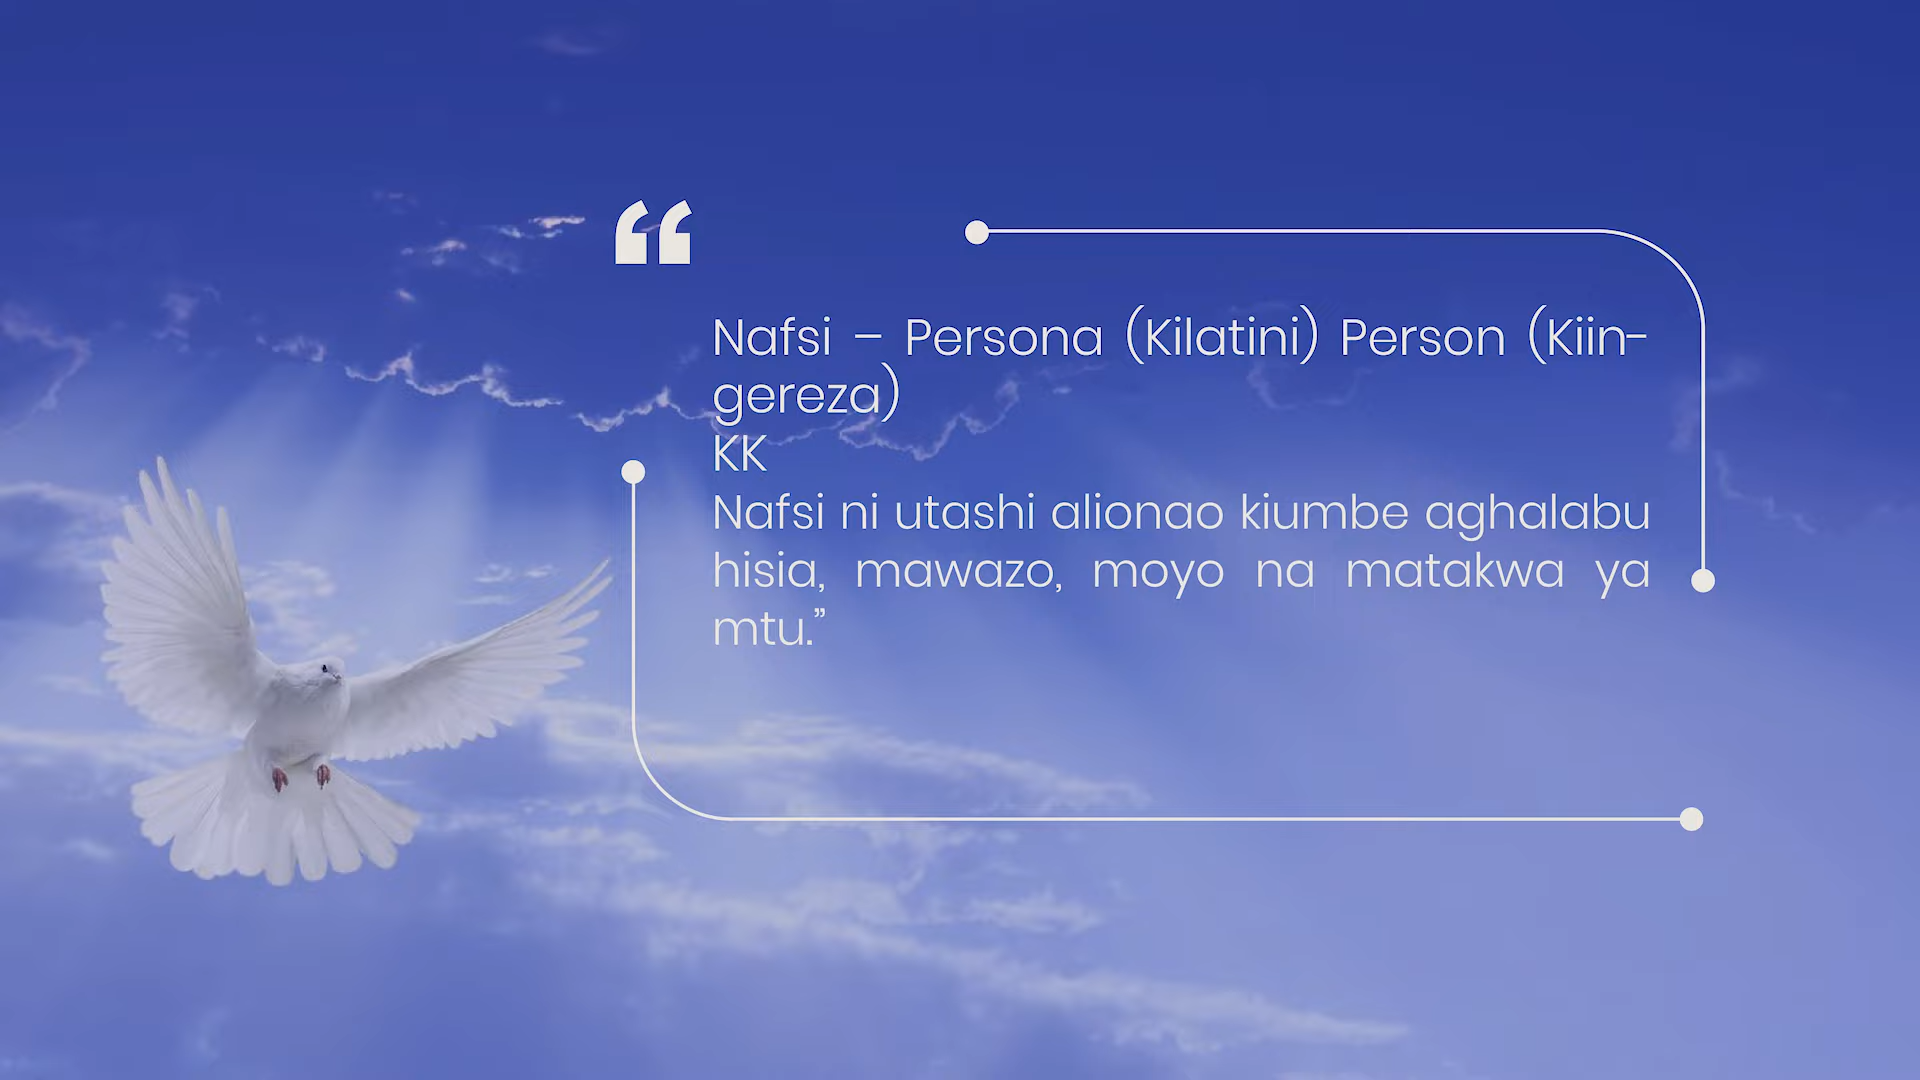 “
Nafsi – Persona (Kilatini) Person (Kiin-
gereza)
KK
Nafsi ni utashi alionao kiumbe aghalabu
hisia, mawazo, moyo na matakwa ya
mtu.”